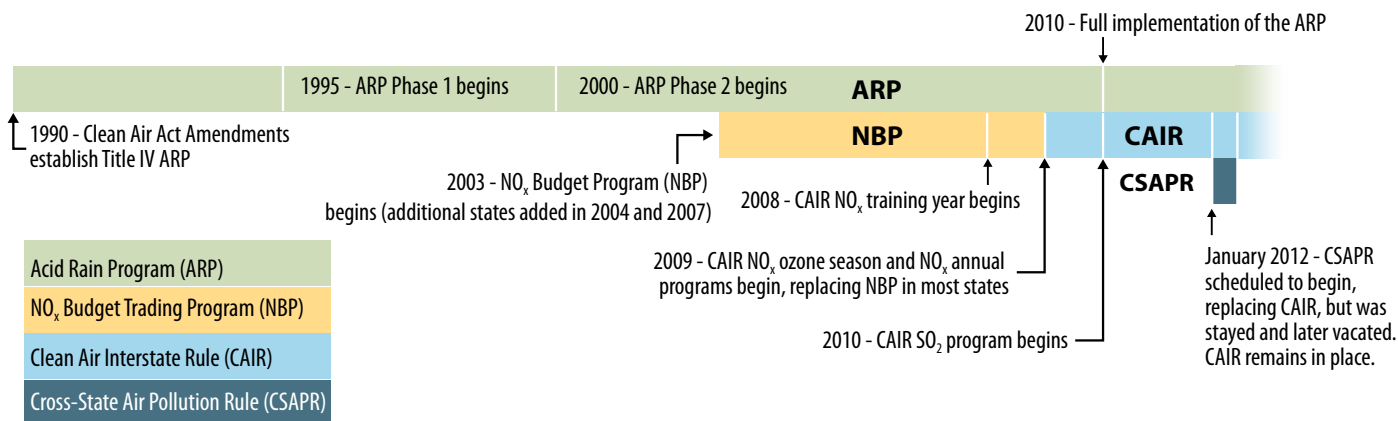 2010 - Full implementation of the ARP
1995 - ARP Phase 1 begins
2000 - ARP Phase 2 begins
ARP
1990 - Clean Air Act Amendments
establish Title IV ARP
NBP
CAIR
2003 - NOx Budget Program (NBP)
begins (additional states added in 2004 and 2007)
2008 - CAIR NOx training year begins
CSAPR
2009 - CAIR NOx ozone season and NOx annual
programs begin, replacing NBP in most states
2010 - CAIR SO2 program begins
January 2012 - CSAPR
scheduled to begin,
replacing CAIR, but was
stayed and later vacated.
CAIR remains in place.
Acid Rain Program (ARP)
NOx Budget Trading Program (NBP)
Clean Air Interstate Rule (CAIR)
Cross-State Air Pollution Rule (CSAPR)